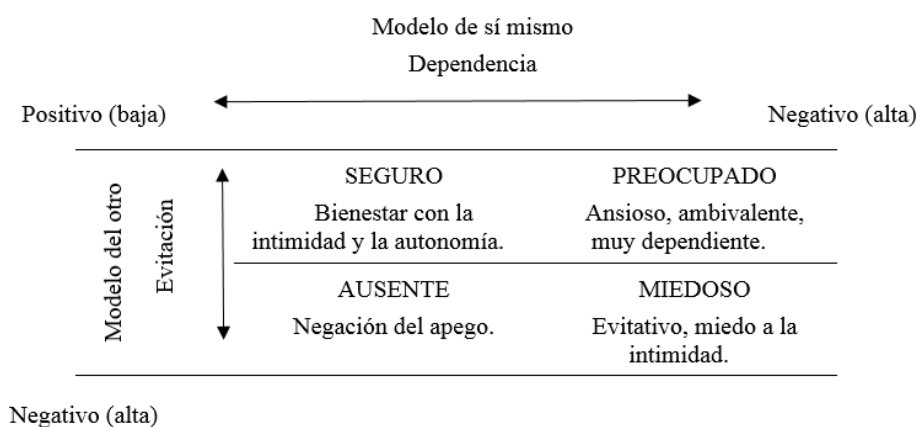 Modelo de sí mismo
Dependencia
Positivo (baja)
Negativo (alta)
Modelo del otro
Evitación
SEGURO
Bienestar con la
intimidad y la autonomía.
PREOCUPADO
Ansioso, ambivalente,
muy dependiente.
AUSENTE
Negación del apego.
MIEDOSO
Evitativo, miedo a la
intimidad.
Negativo (alta)